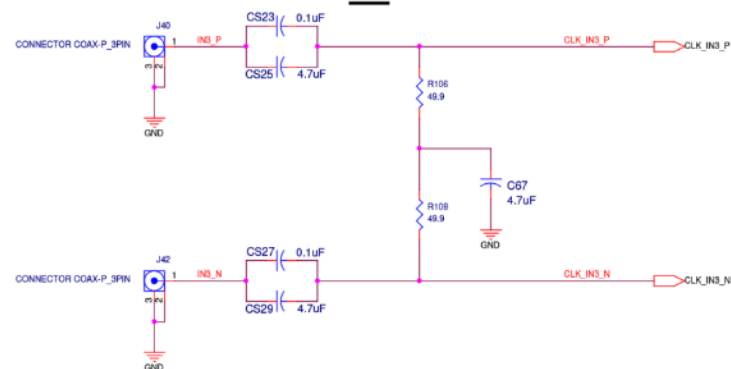 J40
CONNECTOR COAX-P_3PIN
1
IN3_P
3
2
GND
CS23
0.1uF
CS25
4.7uF
CLK_IN3_P
CLK_IN3_P
R106
49.9
C67
4.7uF
GND
R108
49.9
J42
CONNECTOR COAX-P_3PIN
1
IN3_N
3
2
GND
CS27
0.1uF
CS29
4.7uF
CLK_IN3_N
CLK_IN3_N